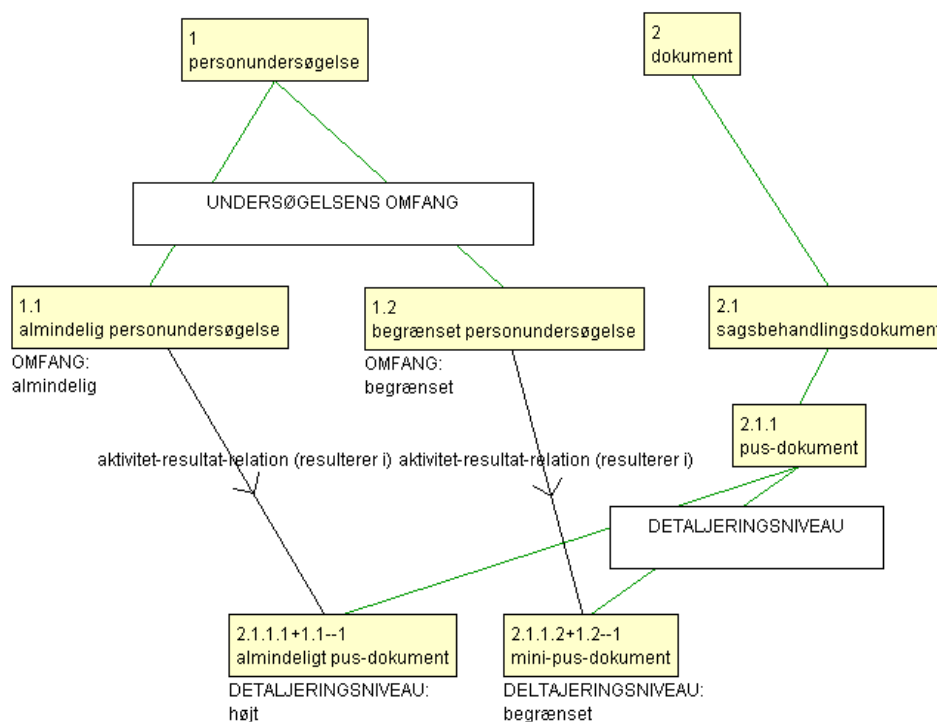 1
personundersøgelse
2
dokument
UNDERSØGELSENS OMFANG
1.1
almindelig personundersøgelse
OMFANG:
almindelig
1.2
begrænset personundersøgelse
OMFANG:
begrænset
2.1
sagsbehandlingsdokument
2.1.1
pus-dokument
aktivitet-resultat-relation (resulterer i)
aktivitet-resultat-relation (resulterer i)
DETALJERINGSNIVEAU
2.1.1.1+1.1--1
almindeligt pus-dokument
DETALJERINGSNIVEAU:
højt
2.1.1.2+1.2--1
mini-pus-dokument
DELTAJERINGSNIVEAU:
begrænset